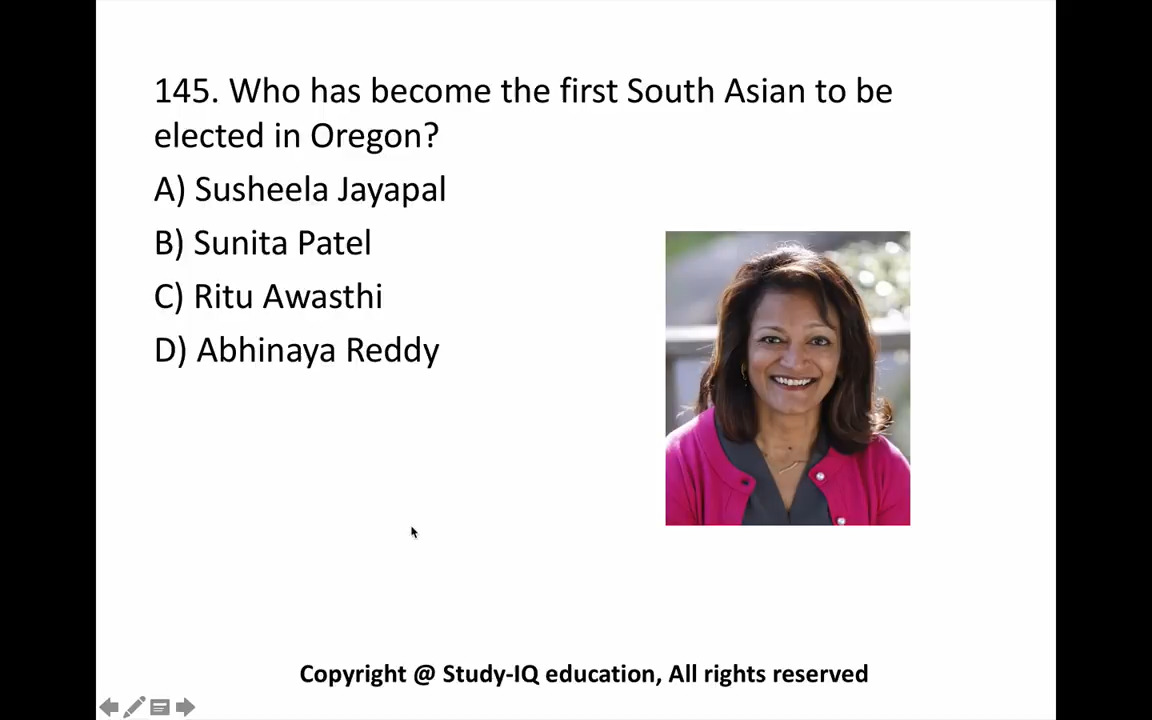 145. Who has become the first South Asian to be
elected in Oregon?
A) Susheela Jayapal
B) Sunita Patel
C) Ritu Awasthi
D) Abhinaya Reddy
Copyright @ Study-IQ education, All rights reserved